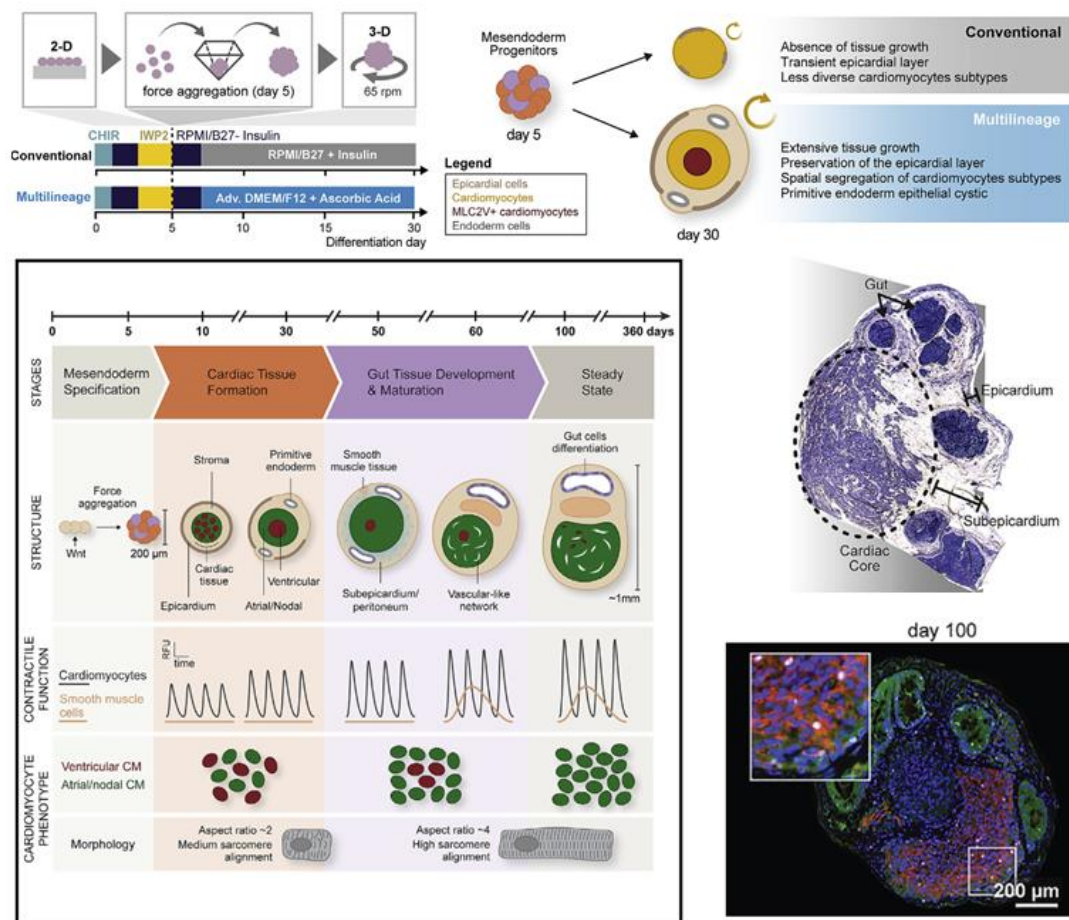 2-D
force aggregation (day 5)
3-D
65 rpm
CHIR
IWP2
RPMI/B27- Insulin
Conventional
RPMI/B27 + Insulin
Multilineage
Adv. DMEM/F12 + Ascorbic Acid
0
5
10
15
30
Differentiation day
Legend
Epicardial cells
Cardiomyocytes
MLC2V+ cardiomyocytes
Endoderm cells
Mesendoderm
Progenitors
day 5
day 30
Conventional
Absence of tissue growth
Transient epicardial layer
Less diverse cardiomyocytes subtypes
Multilineage
Extensive tissue growth
Preservation of the epicardial layer
Spatial segregation of cardiomyocytes subtypes
Primitive endoderm epithelial cystic
0
5
10
30
50
60
100
360 days
STAGES
Mesendoderm
Specification
Cardiac Tissue
Formation
Gut Tissue Development
& Maturation
Steady
State
STRUCTURE
Force
aggregation
Wnt
200 µm
Stroma
Cardiac
tissue
Epicardium
Primitive
endoderm
Ventricular
Atrial/Nodal
Smooth
muscle tissue
Subepicardium/
peritoneum
Vascular-like
network
Gut cells
differentiation
~1mm
CONTRACTILE
FUNCTION
RFU
time
Cardiomyocytes
Smooth muscle
cells
CARDIOMYOCYTE
PHENOTYPE
Ventricular CM
Atrial/nodal CM
Morphology
Aspect ratio ~2
Medium sarcomere
alignment
Aspect ratio ~4
High sarcomere
alignment
Gut
Epicardium
Subepicardium
Cardiac
Core
day 100
200 µm